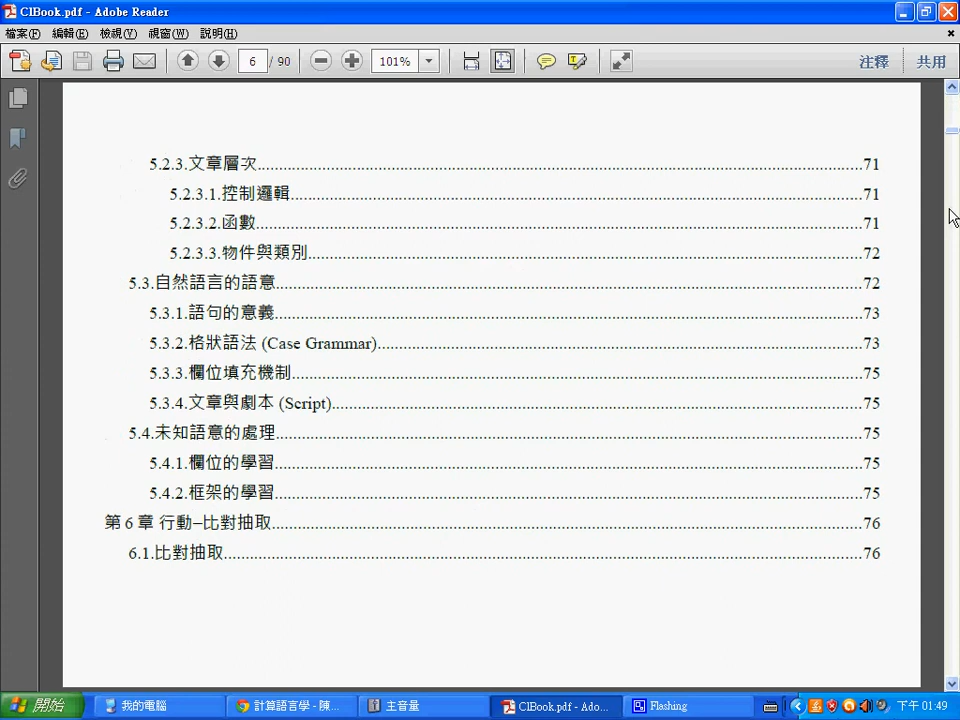 ClBook.pdf - Adobe Reader
檔案(F) 編輯(E) 檢視(V) 視窗(W) 說明(H)
6 / 90 101% 注釋 共用
5.2.3.文章層次 71
5.2.3.1.控制邏輯 71
5.2.3.2.函數 71
5.2.3.3.物件與類別 72
5.3.自然語言的語意 72
5.3.1.語句的意義 73
5.3.2.格狀語法 (Case Grammar) 73
5.3.3.欄位填充機制 75
5.3.4.文章與劇本 (Script) 75
5.4.未知語意的處理 75
5.4.1.欄位的學習 75
5.4.2.框架的學習 75
第 6 章 行動–比對抽取 76
6.1.比對抽取 76
開始 我的電腦 計算語言學 - 陳... 主音量 ClBook.pdf - Ado... Flashing 下午 01:49